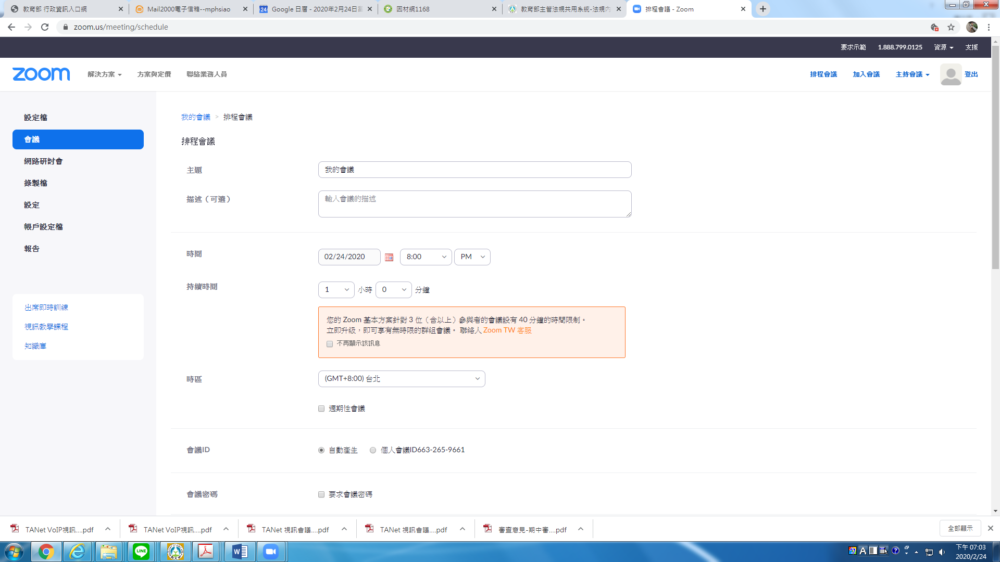 教育部 行政資訊入口網
Mail2000電子信箱--mphsiao
24 Google 日曆 - 2020年2月24日當
因材網1168
教育部主管法規共用系統-法規內
排程會議 - Zoom
zoom.us/meeting/schedule
要求示範 1.888.799.0125 資源 支援
zoom 解決方案 方案與定價 聯絡業務人員 排程會議 加入會議 主持會議 登出
設定檔
會議
網路研討會
錄製檔
設定
帳戶設定檔
報告
出席即時訓練
視訊教學課程
知識庫
我的會議 > 排程會議
排程會議
主題 我的會議
描述（可選） 輸入會議的描述
時間 02/24/2020 8:00 PM
持續時間 1 小時 0 分鐘
您的 Zoom 基本方案針對 3 位（含以上）參與者的會議設有 40 分鐘的時間限制。
立即升級，即可享有無時限的群組會議。 聯絡人 Zoom TW 客服
不再顯示該訊息
時區 (GMT+8:00) 台北
週期性會議
會議ID 自動產生 個人會議ID663-265-9661
會議密碼 要求會議密碼
TANet VoIP視訊....pdf
TANet VoIP視訊....pdf
TANet 視訊會議....pdf
TANet 視訊會議....pdf
審查意見-期中審....pdf
全部顯示
LINE
A
下午 07:03
2020/2/24